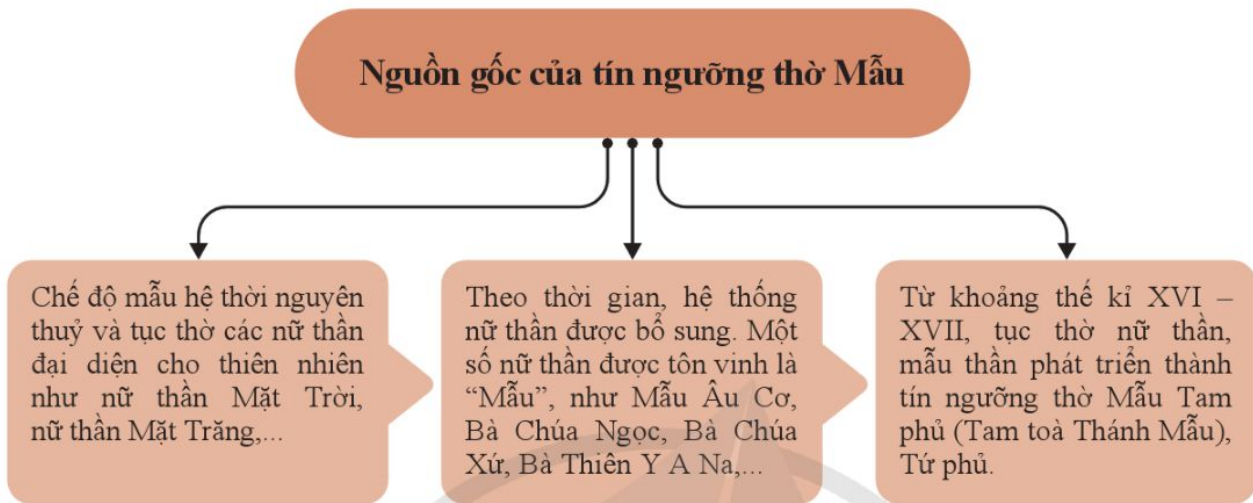 Nguồn gốc của tín ngưỡng thờ Mẫu
Chế độ mẫu hệ thời nguyên
thuỷ và tục thờ các nữ thần
đại diện cho thiên nhiên
như nữ thần Mặt Trời,
nữ thần Mặt Trăng,...
Theo thời gian, hệ thống
nữ thần được bổ sung. Một
số nữ thần được tôn vinh là
“Mẫu”, như Mẫu Âu Cơ,
Bà Chúa Ngọc, Bà Chúa
Xứ, Bà Thiên Y A Na,...
Từ khoảng thế kỉ XVI –
XVII, tục thờ nữ thần,
mẫu thần phát triển thành
tín ngưỡng thờ Mẫu Tam
phủ (Tam toà Thánh Mẫu),
Tứ phủ.